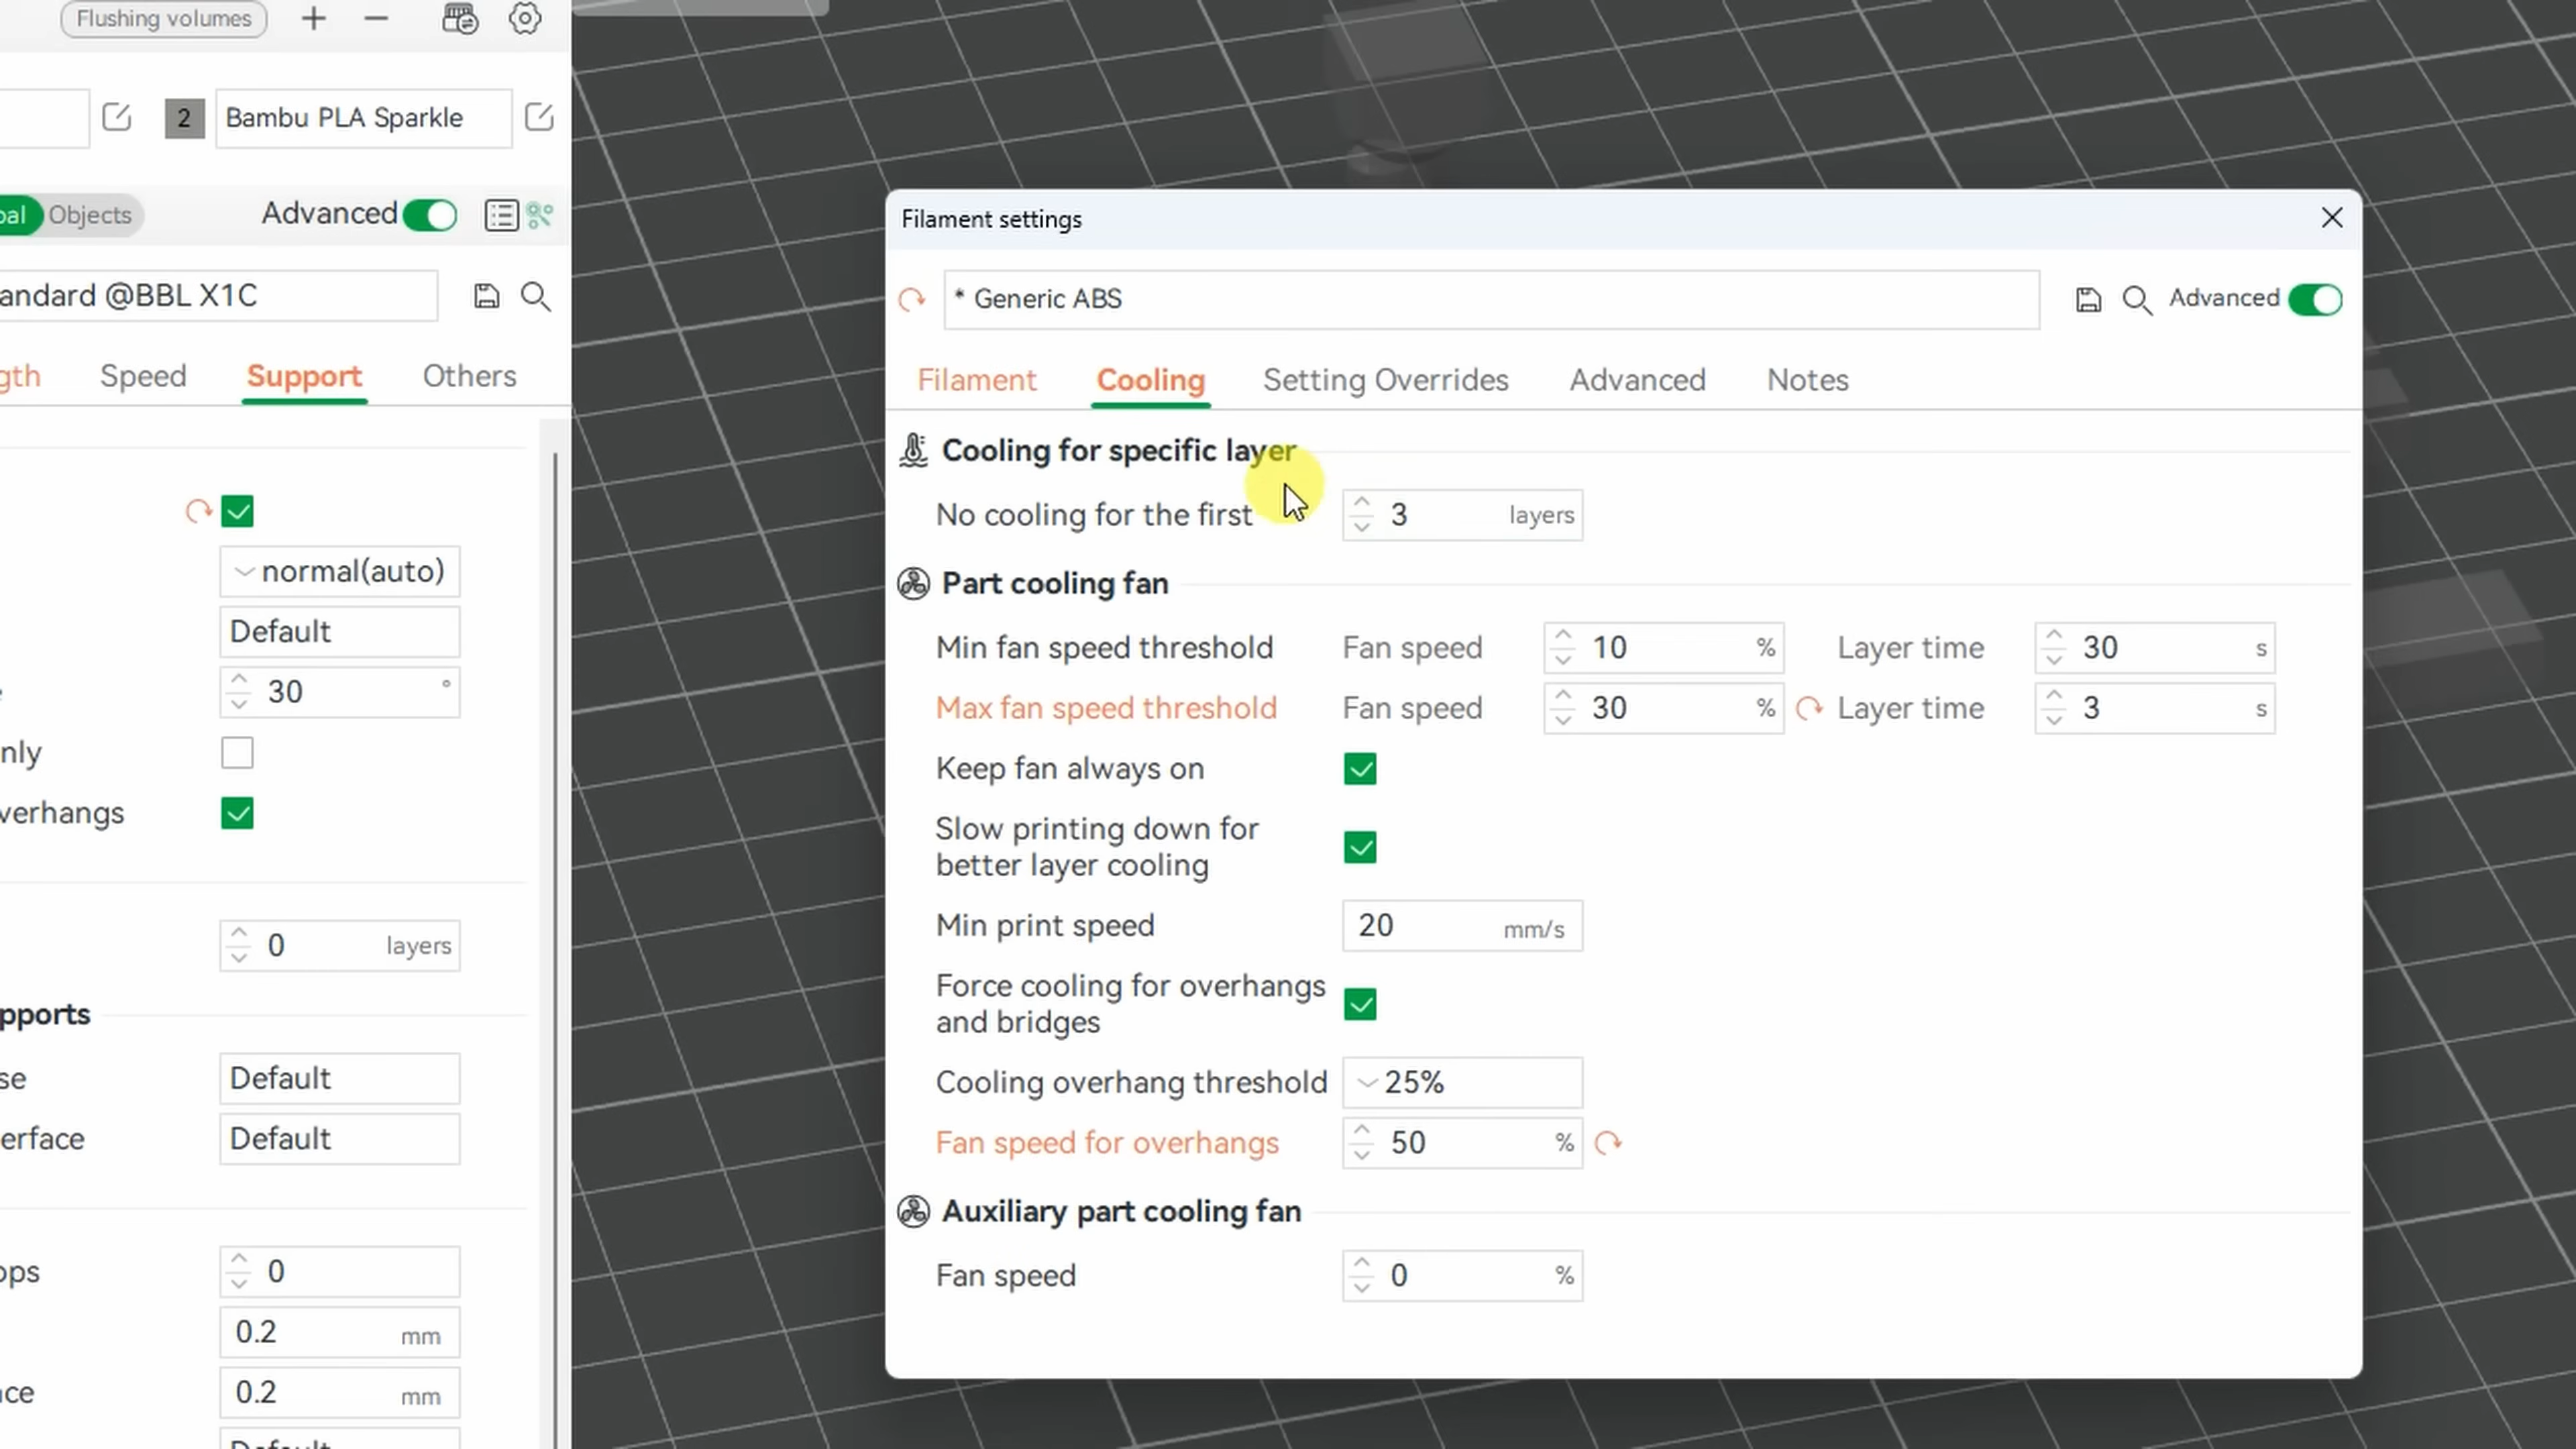 Flushing volumes
2 Bambu PLA Sparkle
Objects Advanced
andard @BBL X1C
gth Speed Support Others
normal(auto)
Default
30 °
nly
verhangs
0 layers
pports
se Default
erface Default
ops 0
0.2 mm
ce 0.2 mm
Default
Filament settings
* Generic ABS Advanced
Filament Cooling Setting Overrides Advanced Notes
Cooling for specific layer
No cooling for the first 3 layers
Part cooling fan
Min fan speed threshold Fan speed 10 % Layer time 30 s
Max fan speed threshold Fan speed 30 % Layer time 3 s
Keep fan always on
Slow printing down for
better layer cooling
Min print speed 20 mm/s
Force cooling for overhangs
and bridges
Cooling overhang threshold 25%
Fan speed for overhangs 50 %
Auxiliary part cooling fan
Fan speed 0 %